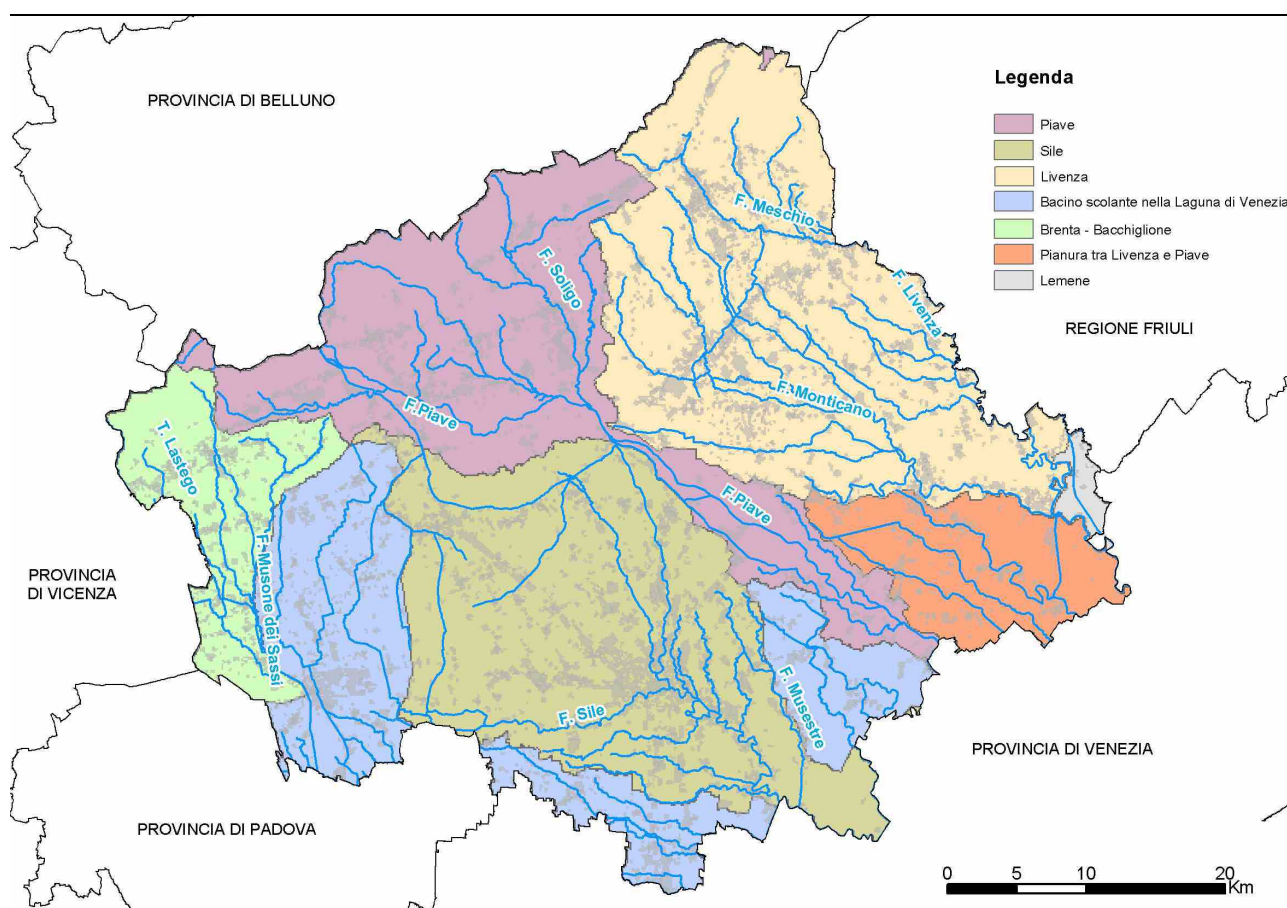 Legenda
PROVINCIA DI BELLUNO
Piave
Sile
Livenza
Bacino scolante nella Laguna di Venezia
Brenta - Bacchiglione
Pianura tra Livenza e Piave
Lemene
F. Meschio
F. Soligo
F. Livenza
REGIONE FRIULI
F. Monticano
F.Piave
T. Lastego
F.Piave
PROVINCIA
DI VICENZA
F. Musone dei Sassi
F. Sile
F. Musestre
PROVINCIA DI VENEZIA
PROVINCIA DI PADOVA
0 5 10 20
Km